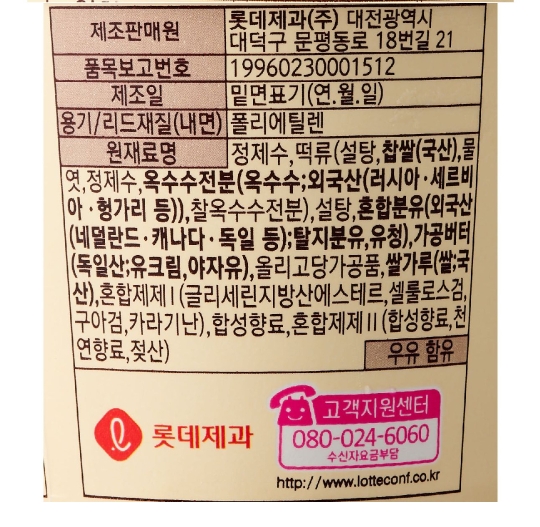 제조판매원 롯데제과(주) 대전광역시
대덕구 문평동로 18번길 21
품목보고번호 19960230001512
제조일 밑면표기(연.월.일)
용기/리드재질(내면) 폴리에틸렌
원재료명 정제수,떡류(설탕,찹쌀(국산),물
엿,정제수,옥수수전분(옥수수;외국산(러시아·세르비
아·헝가리 등)),찰옥수수전분),설탕,혼합분유(외국산
(네덜란드·캐나다·독일 등);탈지분유,유청),가공버터
(독일산;유크림,야자유),올리고당가공품,쌀가루(쌀;국
산),혼합제제Ⅰ(글리세린지방산에스테르,셀룰로스검,
구아검,카라기난),합성향료,혼합제제Ⅱ(합성향료,천
연향료,젖산)
우유 함유
롯데제과
고객지원센터
080-024-6060
수신자요금부담
http://www.lotteconf.co.kr